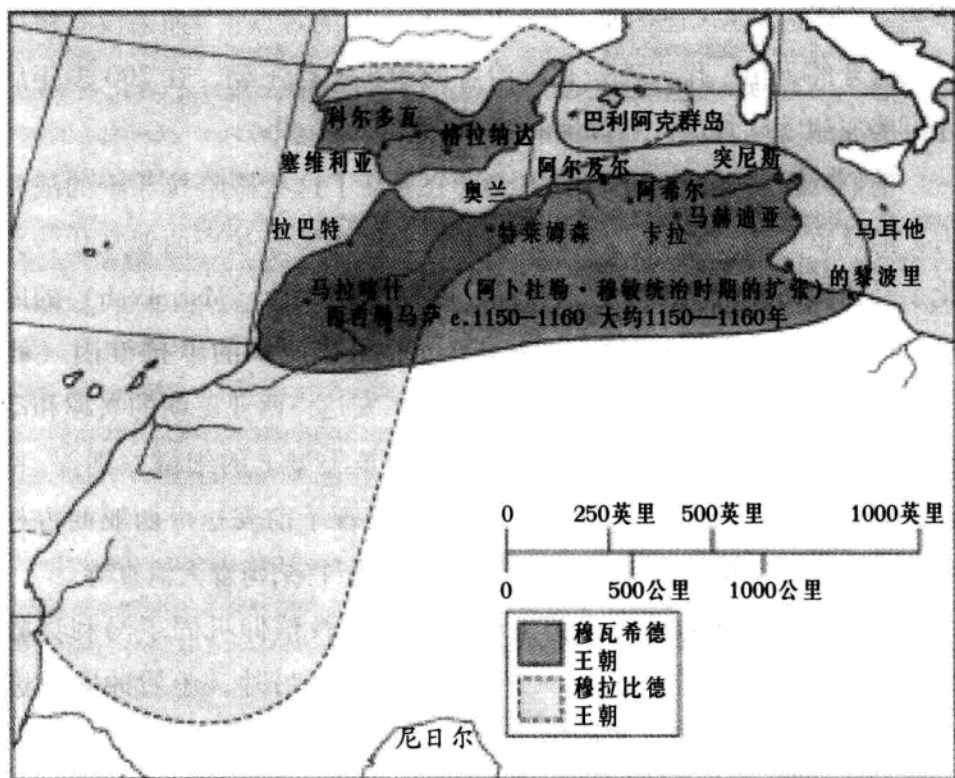 科尔多瓦
格拉纳达
巴利阿克群岛
塞维利亚
阿尔及尔
突尼斯
奥兰
阿希尔
拉巴特
特莱姆森
卡拉
马赫迪亚
马耳他
的黎波里
马拉喀什
(阿卜杜勒·穆敏统治时期的扩张)
西吉勒马萨
c.1150—1160 大约1150—1160年
0 250英里 500英里 1000英里
0 500公里 1000公里
穆瓦希德
王朝
穆拉比德
王朝
尼日尔